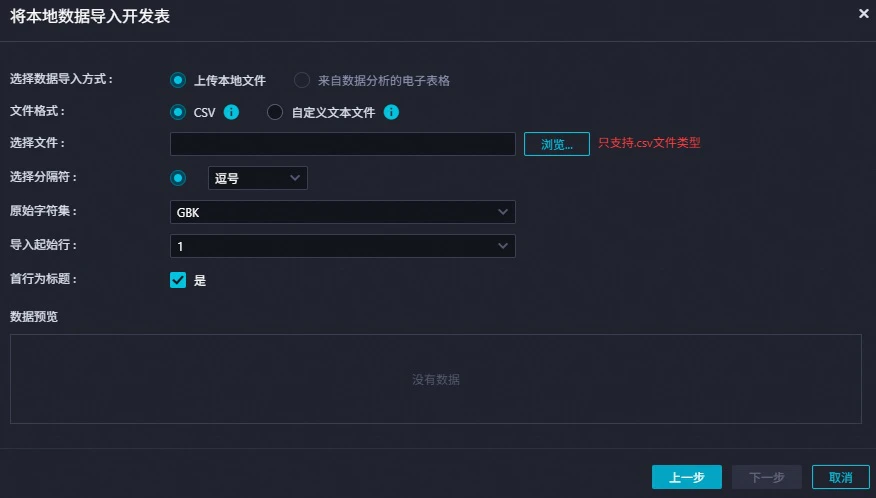 将本地数据导入开发表
选择数据导入方式： 上传本地文件 来自数据分析的电子表格
文件格式： CSV 自定义文本文件
选择文件： 浏览... 只支持.csv文件类型
选择分隔符： 逗号
原始字符集： GBK
导入起始行： 1
首行为标题： 是
数据预览
没有数据
上一步 下一步 取消